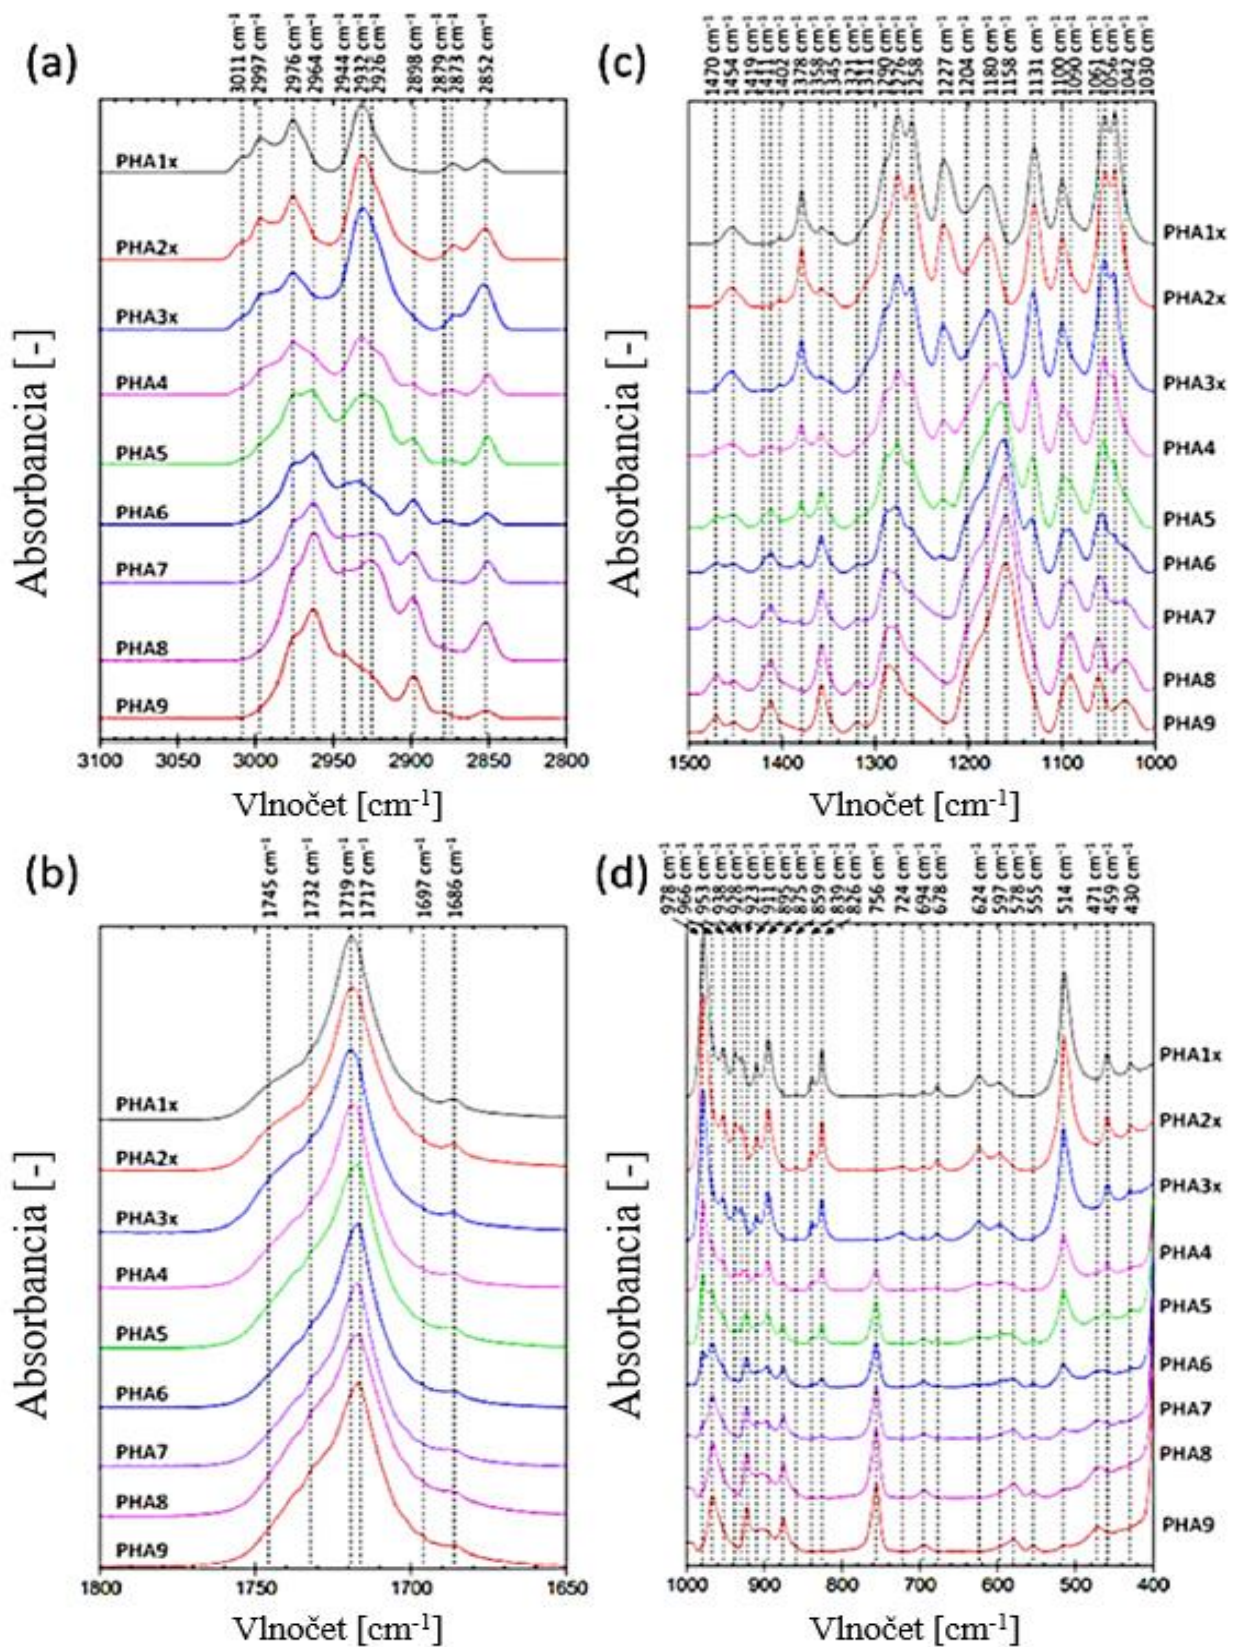 (a)
3011 cm⁻¹
2997 cm⁻¹
2976 cm⁻¹
2964 cm⁻¹
2944 cm⁻¹
2932 cm⁻¹
2926 cm⁻¹
2898 cm⁻¹
2879 cm⁻¹
2873 cm⁻¹
2852 cm⁻¹
Absorbancia [-]
PHA1x
PHA2x
PHA3x
PHA4
PHA5
PHA6
PHA7
PHA8
PHA9
3100 3050 3000 2950 2900 2850 2800
Vlnočet [cm⁻¹]
(c)
1470 cm⁻¹
1454 cm⁻¹
1419 cm⁻¹
1411 cm⁻¹
1402 cm⁻¹
1378 cm⁻¹
1358 cm⁻¹
1345 cm⁻¹
1321 cm⁻¹
1311 cm⁻¹
1290 cm⁻¹
1276 cm⁻¹
1258 cm⁻¹
1227 cm⁻¹
1204 cm⁻¹
1180 cm⁻¹
1158 cm⁻¹
1131 cm⁻¹
1100 cm⁻¹
1090 cm⁻¹
1061 cm⁻¹
1056 cm⁻¹
1042 cm⁻¹
1030 cm⁻¹
Absorbancia [-]
PHA1x
PHA2x
PHA3x
PHA4
PHA5
PHA6
PHA7
PHA8
PHA9
1500 1400 1300 1200 1100 1000
Vlnočet [cm⁻¹]
(b)
1745 cm⁻¹
1732 cm⁻¹
1719 cm⁻¹
1717 cm⁻¹
1697 cm⁻¹
1686 cm⁻¹
Absorbancia [-]
PHA1x
PHA2x
PHA3x
PHA4
PHA5
PHA6
PHA7
PHA8
PHA9
1800 1750 1700 1650
Vlnočet [cm⁻¹]
(d)
978 cm⁻¹
966 cm⁻¹
953 cm⁻¹
938 cm⁻¹
928 cm⁻¹
923 cm⁻¹
911 cm⁻¹
895 cm⁻¹
875 cm⁻¹
859 cm⁻¹
839 cm⁻¹
826 cm⁻¹
756 cm⁻¹
724 cm⁻¹
694 cm⁻¹
678 cm⁻¹
624 cm⁻¹
597 cm⁻¹
578 cm⁻¹
555 cm⁻¹
514 cm⁻¹
471 cm⁻¹
459 cm⁻¹
430 cm⁻¹
Absorbancia [-]
PHA1x
PHA2x
PHA3x
PHA4
PHA5
PHA6
PHA7
PHA8
PHA9
1000 900 800 700 600 500 400
Vlnočet [cm⁻¹]